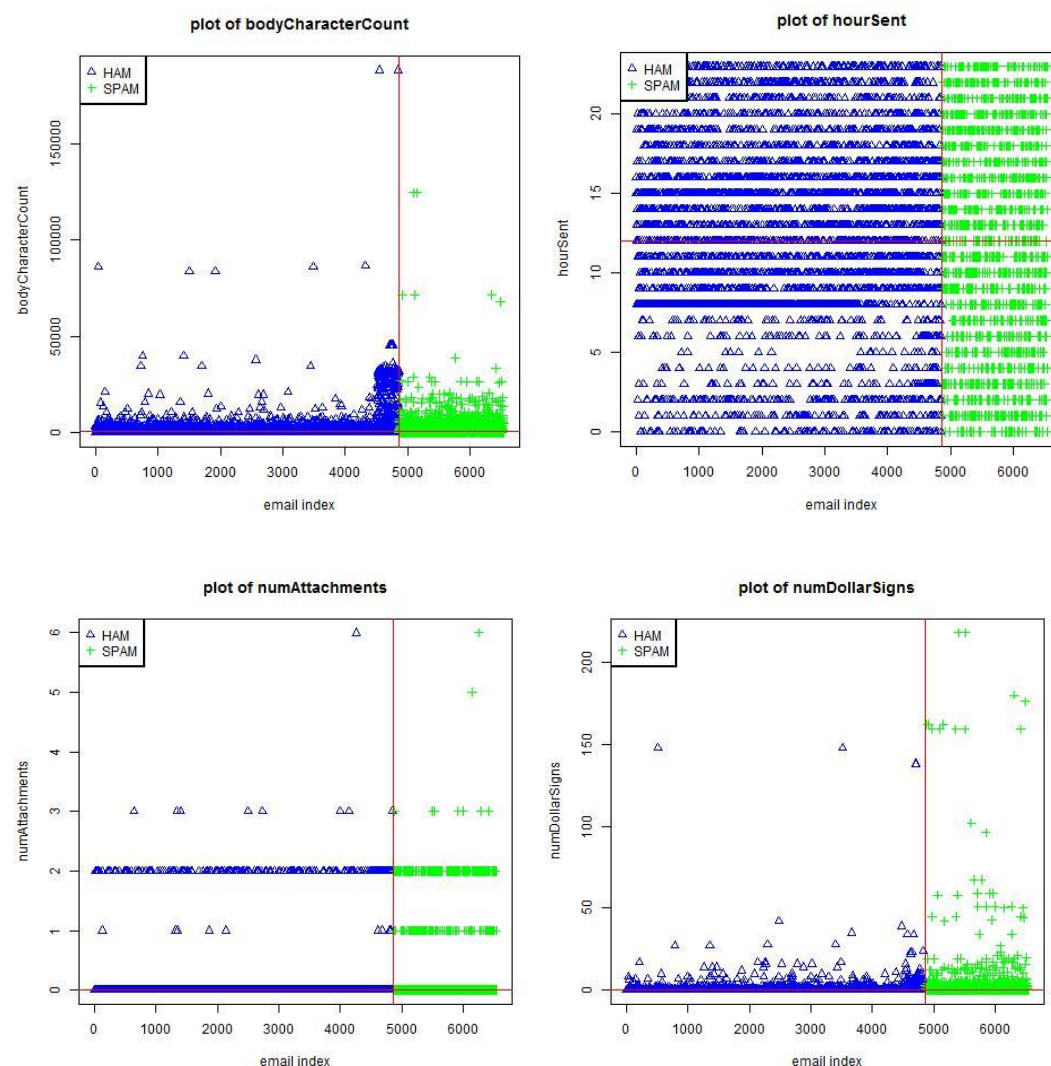 plot of bodyCharacterCount
HAM
SPAM
bodyCharacterCount
0
50000
100000
150000
0 1000 2000 3000 4000 5000 6000
email index
plot of hourSent
HAM
SPAM
hourSent
0
5
10
15
20
0 1000 2000 3000 4000 5000 6000
email index
plot of numAttachments
HAM
SPAM
numAttachments
0
1
2
3
4
5
6
0 1000 2000 3000 4000 5000 6000
email index
plot of numDollarSigns
HAM
SPAM
numDollarSigns
0
50
100
150
200
0 1000 2000 3000 4000 5000 6000
email index